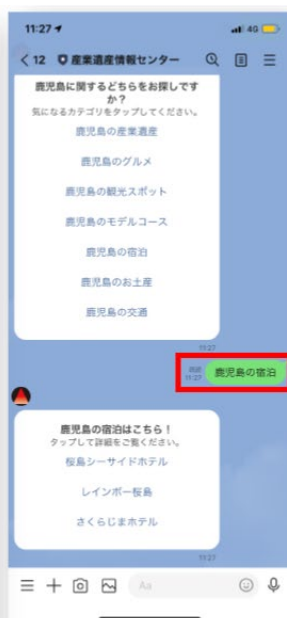 11:27
4G
12 産業遺産情報センター
鹿児島に関するどちらをお探しです
か？
気になるカテゴリをタップしてください。
鹿児島の産業遺産
鹿児島のグルメ
鹿児島の観光スポット
鹿児島のモデルコース
鹿児島の宿泊
鹿児島のお土産
鹿児島の交通
11:27
既読
11:27
鹿児島の宿泊
鹿児島の宿泊はこちら！
タップして詳細をご覧ください。
桜島シーサイドホテル
レインボー桜島
さくらじまホテル
11:27
Aa